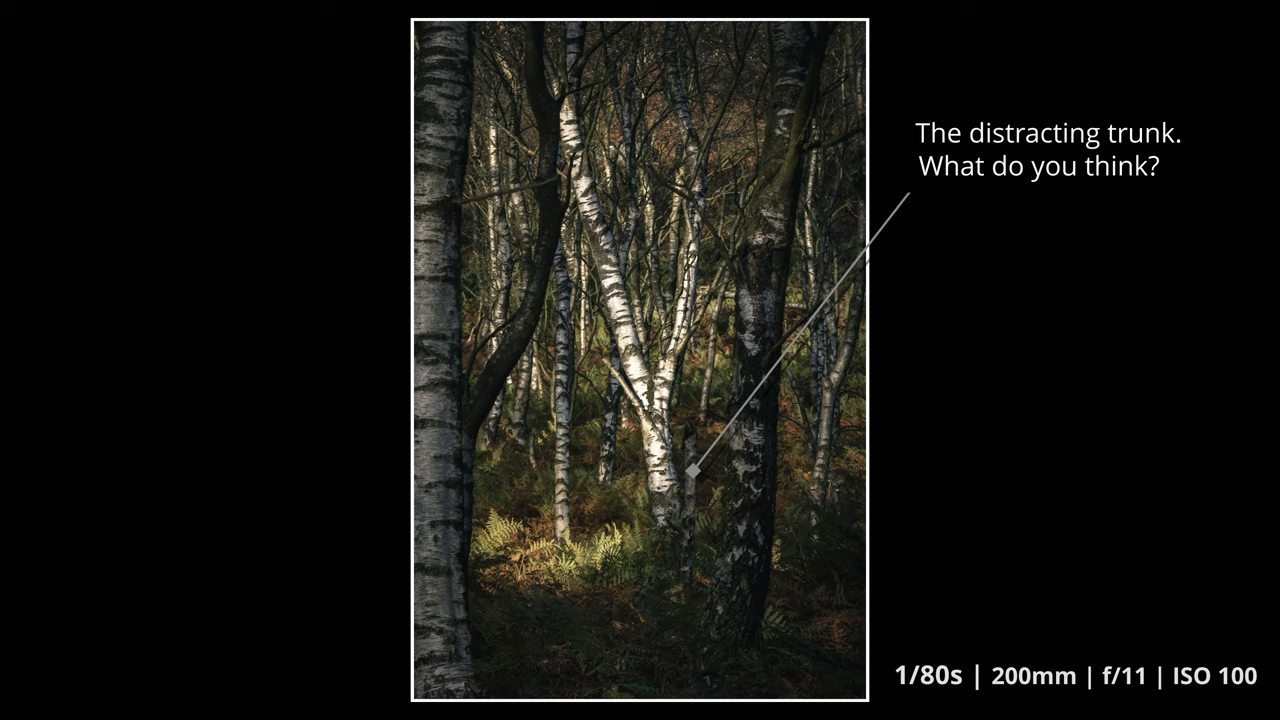 The distracting trunk.
What do you think?
1/80s | 200mm | f/11 | ISO 100